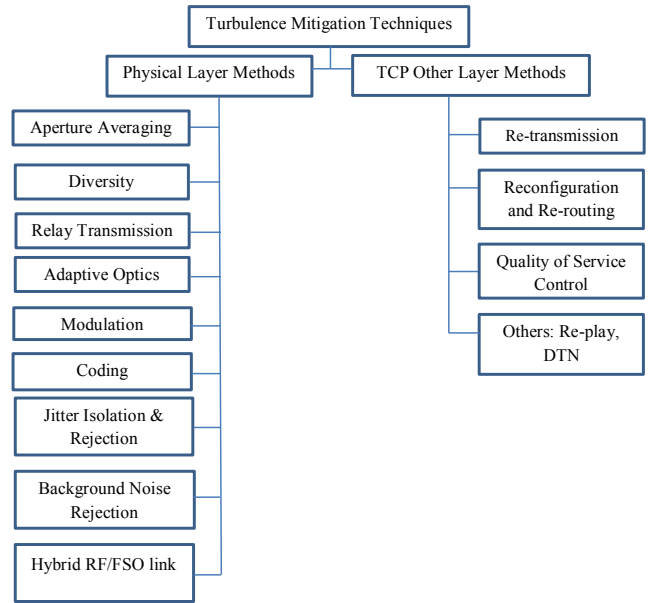 Turbulence Mitigation Techniques
Physical Layer Methods
TCP Other Layer Methods
Aperture Averaging
Diversity
Relay Transmission
Adaptive Optics
Modulation
Coding
Jitter Isolation &
Rejection
Background Noise
Rejection
Hybrid RF/FSO link
Re-transmission
Reconfiguration
and Re-routing
Quality of Service
Control
Others: Re-play,
DTN